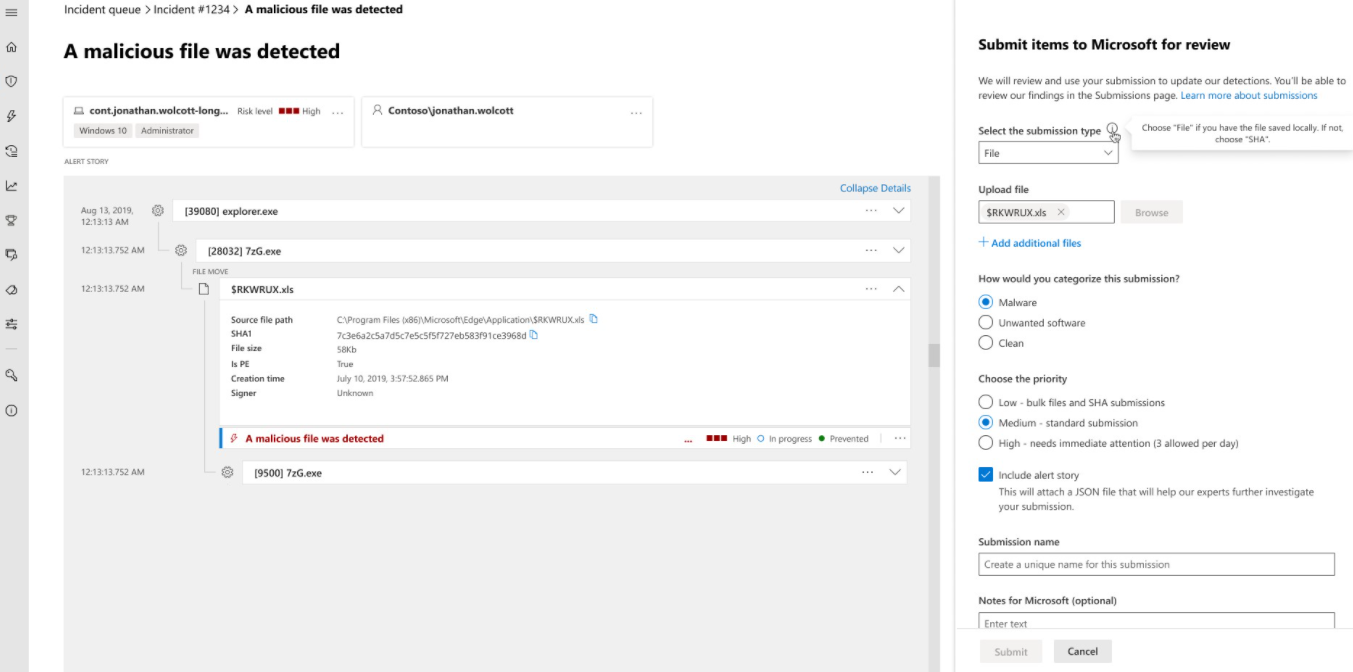 Incident queue > Incident #1234 > A malicious file was detected
A malicious file was detected
cont.jonathan.wolcott-long... Risk level High ...
Windows 10 Administrator
Contoso\jonathan.wolcott ...
ALERT STORY
Collapse Details
Aug 13, 2019,
12:13:13 AM
[39080] explorer.exe ...
12:13:13.752 AM [28032] 7zG.exe ...
FILE MOVE
12:13:13.752 AM $RKWRUX.xls ...
Source file path C:\Program Files (x86)\Microsoft\Edge\Application\$RKWRUX.xls
SHA1 7c3e6a2c5a7d5c7e5c5f5f727eb583f91ce3968d
File size 58Kb
Is PE True
Creation time July 10, 2019, 3:57:52.865 PM
Signer Unknown
A malicious file was detected ... High In progress Prevented ...
12:13:13.752 AM [9500] 7zG.exe ...
Submit items to Microsoft for review
We will review and use your submission to update our detections. You'll be able to
review our findings in the Submissions page. Learn more about submissions
Select the submission type
Choose "File" if you have the file saved locally. If not,
choose "SHA".
File
Upload file
$RKWRUX.xls Browse
+ Add additional files
How would you categorize this submission?
Malware
Unwanted software
Clean
Choose the priority
Low - bulk files and SHA submissions
Medium - standard submission
High - needs immediate attention (3 allowed per day)
Include alert story
This will attach a JSON file that will help our experts further investigate
your submission.
Submission name
Create a unique name for this submission
Notes for Microsoft (optional)
Enter text
Submit Cancel